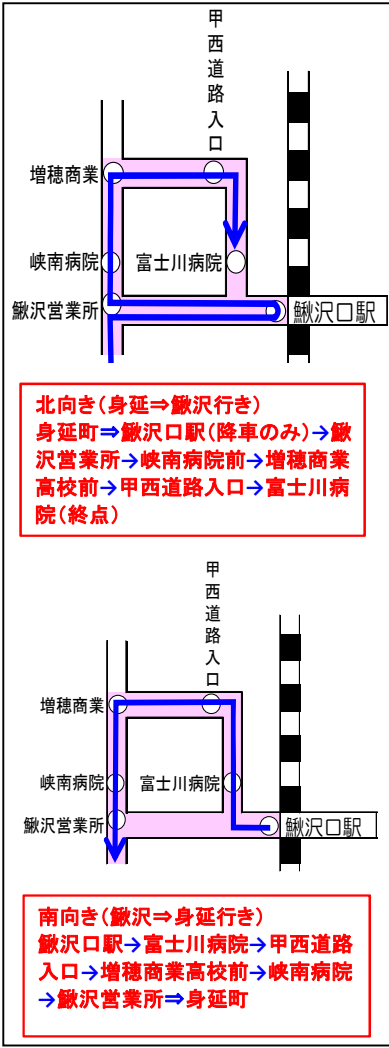 甲西道路入口
増穂商業
峡南病院
富士川病院
鰍沢営業所
鰍沢口駅
北向き(身延⇒鰍沢行き)
身延町⇒鰍沢口駅(降車のみ)→鰍
沢営業所→峡南病院前→増穂商業
高校前→甲西道路入口→富士川病
院(終点)
甲西道路入口
増穂商業
峡南病院
富士川病院
鰍沢営業所
鰍沢口駅
南向き(鰍沢⇒身延行き)
鰍沢口駅→富士川病院→甲西道路
入口→増穂商業高校前→峡南病院
→鰍沢営業所⇒身延町